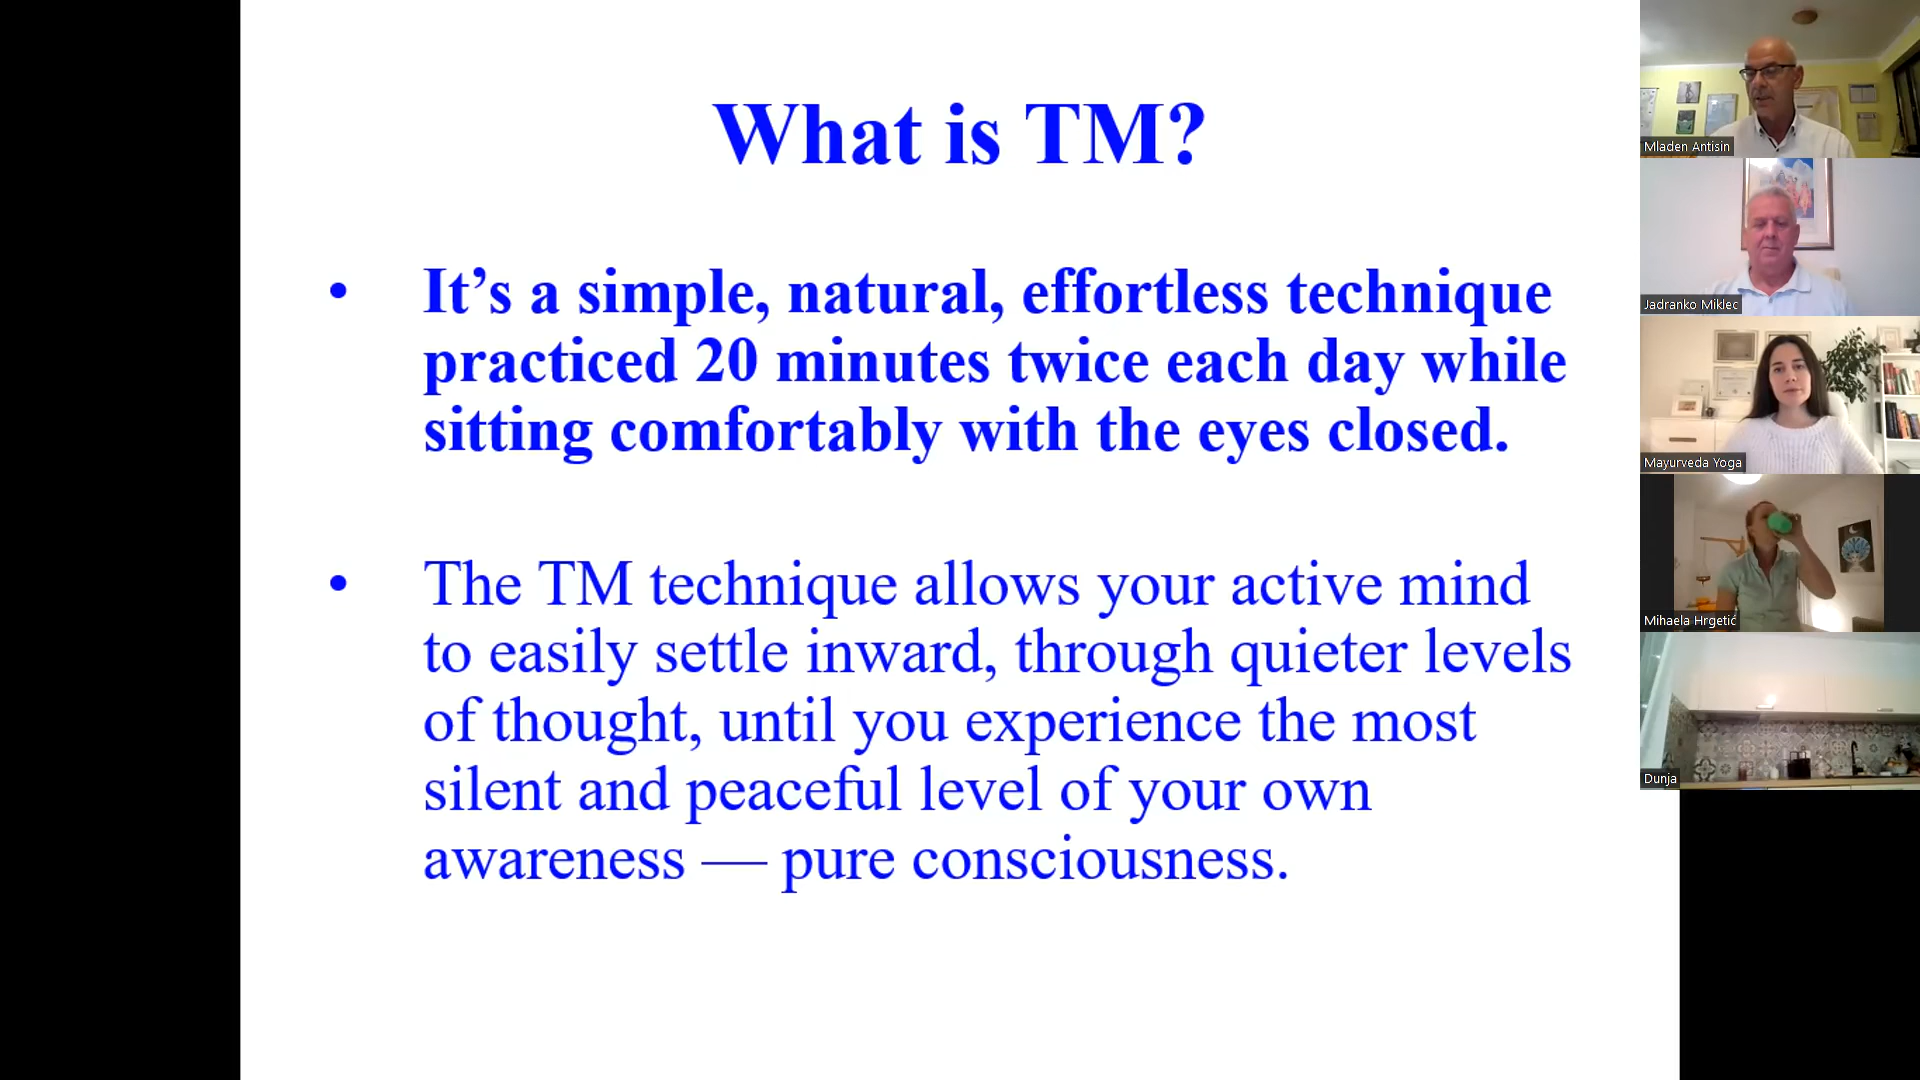 What is TM?
• It’s a simple, natural, effortless technique
practiced 20 minutes twice each day while
sitting comfortably with the eyes closed.
• The TM technique allows your active mind
to easily settle inward, through quieter levels
of thought, until you experience the most
silent and peaceful level of your own
awareness — pure consciousness.
Mladen Antisin
Jadranko Miklec
Mayurveda Yoga
Mihaela Hrgetić
Dunja